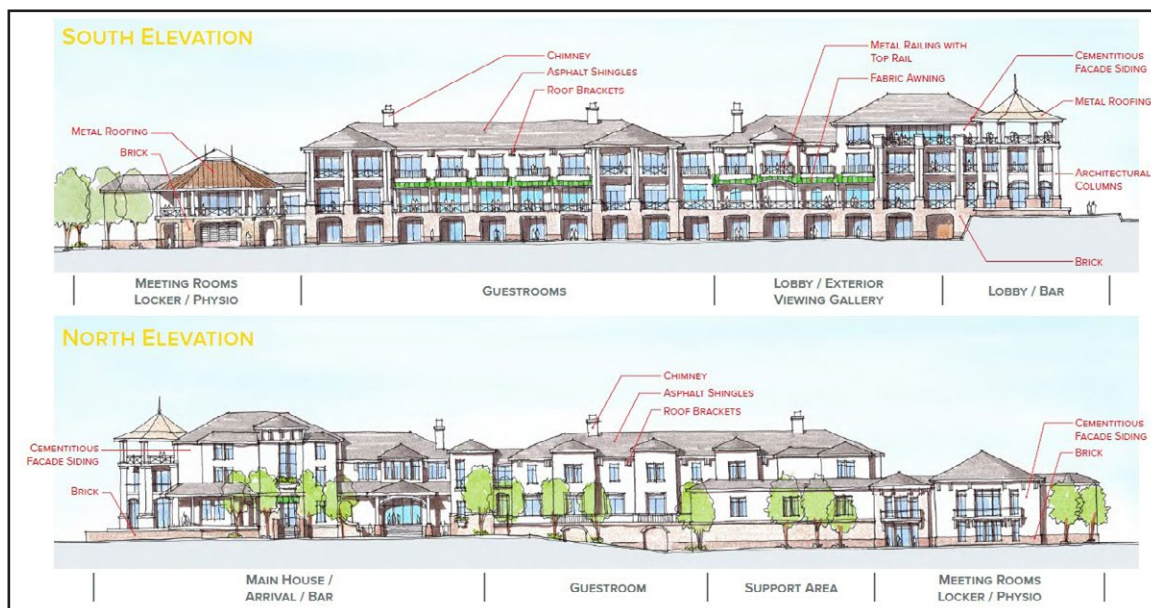 SOUTH ELEVATION
CHIMNEY
ASPHALT SHINGLES
ROOF BRACKETS
METAL RAILING WITH
TOP RAIL
FABRIC AWNING
CEMENTITIOUS
FACADE SIDING
METAL ROOFING
METAL ROOFING
BRICK
ARCHITECTURAL
COLUMNS
BRICK
MEETING ROOMS
LOCKER / PHYSIO
GUESTROOMS
LOBBY / EXTERIOR
VIEWING GALLERY
LOBBY / BAR
NORTH ELEVATION
CHIMNEY
ASPHALT SHINGLES
ROOF BRACKETS
CEMENTITIOUS
FACADE SIDING
BRICK
CEMENTITIOUS
FACADE SIDING
BRICK
MAIN HOUSE /
ARRIVAL / BAR
GUESTROOM
SUPPORT AREA
MEETING ROOMS
LOCKER / PHYSIO